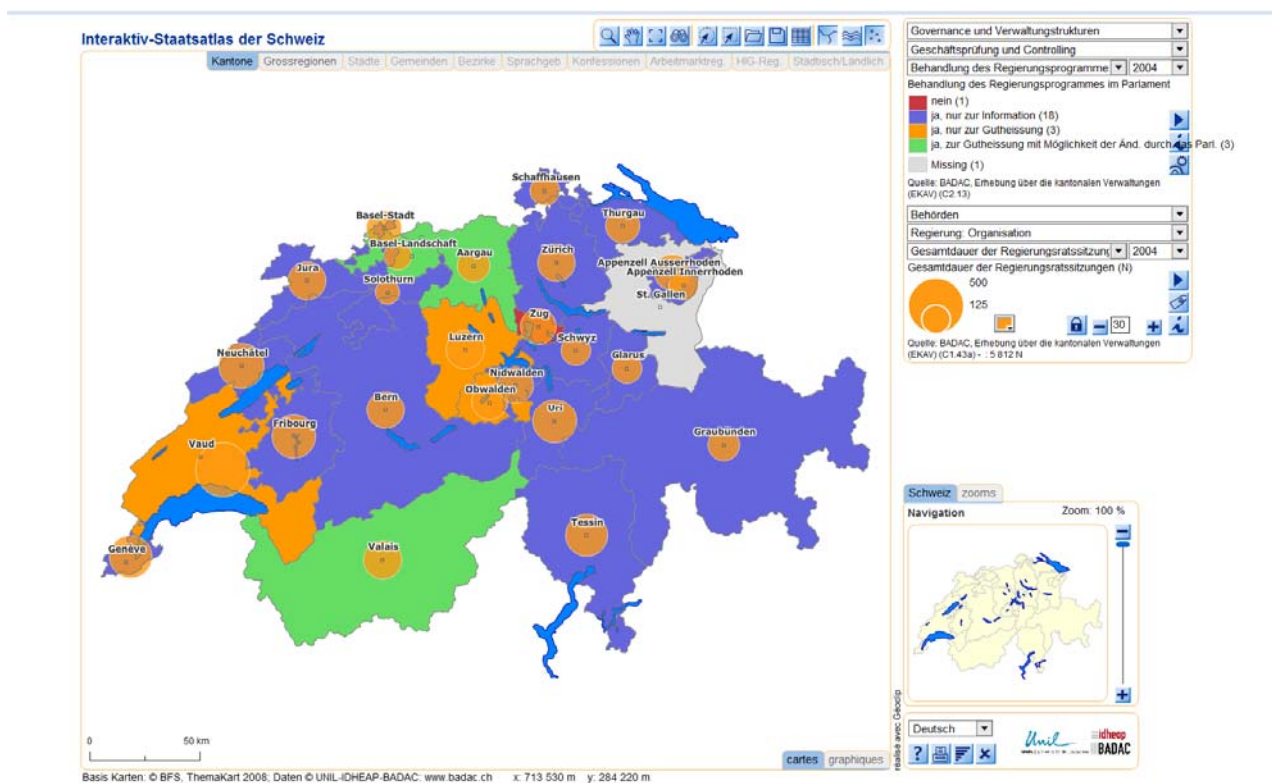 Interaktiv-Staatsatlas der Schweiz
Kantone Grossregionen Städte Gemeinden Bezirke Sprachgeb Konfessionen Arbeitmarktreg. HIG-Reg. Städtisch/Ländlich
Schaffhausen
Basel-Stadt
Thurgau
Basel-Landschaft
Aargau
Zürich
Appenzell Ausserrhoden
Jura
Appenzell Innerrhoden
Solothurn
St. Gallen
Zug
Luzern
Schwyz
Neuchâtel
Glarus
Nidwalden
Obwalden
Bern
Uri
Fribourg
Graubünden
Vaud
Tessin
Genève
Valais
0 50 km
cartes graphiques
Basis Karten: © BFS, ThemaKart 2008; Daten © UNIL-IDHEAP-BADAC: www.badac.ch x: 713 530 m y: 284 220 m
Governance und Verwaltungstrukturen
Geschäftsprüfung und Controlling
Behandlung des Regierungsprogramme 2004
Behandlung des Regierungsprogrammes im Parlament
nein (1)
ja, nur zur Information (18)
ja, nur zur Gutheissung (3)
ja, zur Gutheissung mit Möglichkeit der Änd. durch das Parl. (3)
Missing (1)
Quelle: BADAC, Erhebung über die kantonalen Verwaltungen
(EKAV) (C2.13)
Behörden
Regierung: Organisation
Gesamtdauer der Regierungsratssitzung 2004
Gesamtdauer der Regierungsratssitzungen (N)
500
125
30
Quelle: BADAC, Erhebung über die kantonalen Verwaltungen
(EKAV) (C1.43a) - : 5 812 N
Schweiz zooms
Navigation Zoom: 100 %
réalisé avec Géoclip
Deutsch
Unil
idheap
BADAC